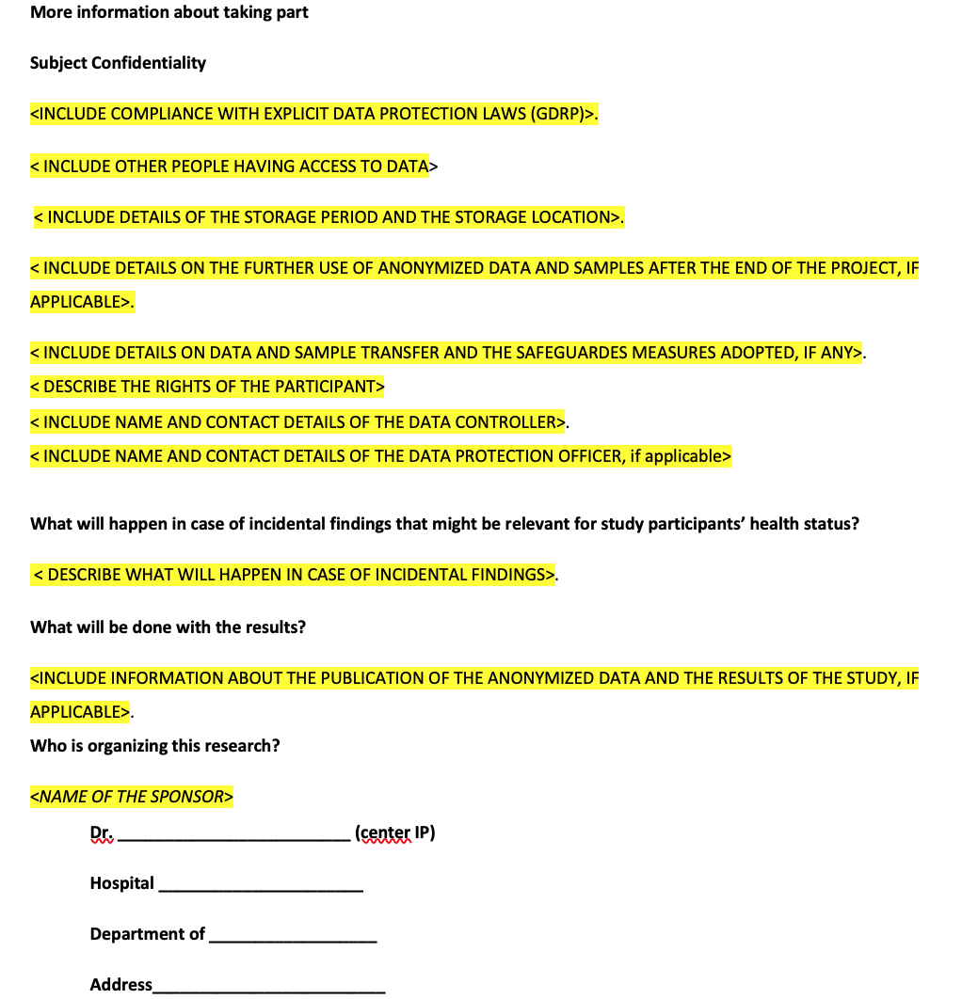 More information about taking part
Subject Confidentiality
<INCLUDE COMPLIANCE WITH EXPLICIT DATA PROTECTION LAWS (GDRP)>.
< INCLUDE OTHER PEOPLE HAVING ACCESS TO DATA>
< INCLUDE DETAILS OF THE STORAGE PERIOD AND THE STORAGE LOCATION>.
< INCLUDE DETAILS ON THE FURTHER USE OF ANONYMIZED DATA AND SAMPLES AFTER THE END OF THE PROJECT, IF
APPLICABLE>.
< INCLUDE DETAILS ON DATA AND SAMPLE TRANSFER AND THE SAFEGUARDES MEASURES ADOPTED, IF ANY>.
< DESCRIBE THE RIGHTS OF THE PARTICIPANT>
< INCLUDE NAME AND CONTACT DETAILS OF THE DATA CONTROLLER>.
< INCLUDE NAME AND CONTACT DETAILS OF THE DATA PROTECTION OFFICER, if applicable>
What will happen in case of incidental findings that might be relevant for study participants’ health status?
< DESCRIBE WHAT WILL HAPPEN IN CASE OF INCIDENTAL FINDINGS>.
What will be done with the results?
<INCLUDE INFORMATION ABOUT THE PUBLICATION OF THE ANONYMIZED DATA AND THE RESULTS OF THE STUDY, IF
APPLICABLE>.
Who is organizing this research?
<NAME OF THE SPONSOR>
Dr. _________________________ (center IP)
Hospital ______________________
Department of __________________
Address_________________________